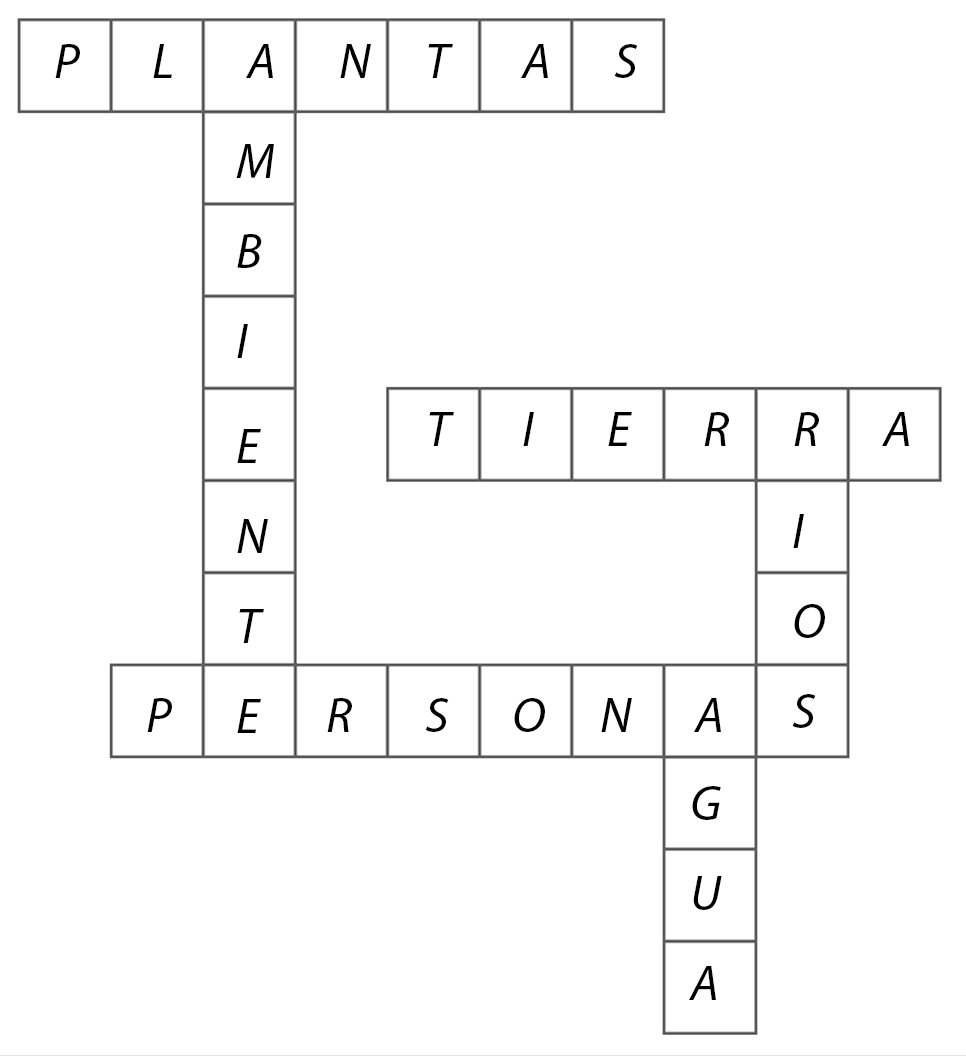 PLANTAS
AMBIENTE
TIERRA
RIOS
PERSONAS
AGUA